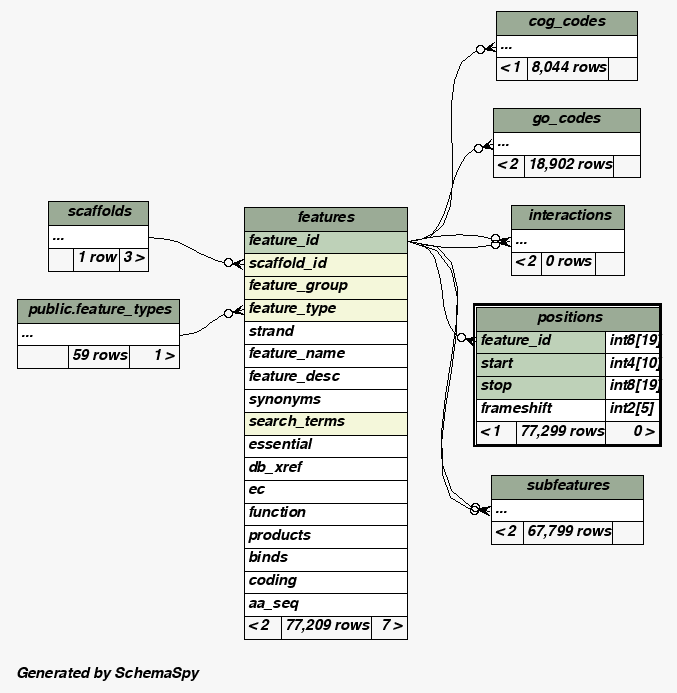 cog_codes
...
< 1 8,044 rows
go_codes
...
< 2 18,902 rows
scaffolds
...
1 row 3 >
public.feature_types
...
59 rows 1 >
features
feature_id
scaffold_id
feature_group
feature_type
strand
feature_name
feature_desc
synonyms
search_terms
essential
db_xref
ec
function
products
binds
coding
aa_seq
< 2 77,209 rows 7 >
interactions
...
< 2 0 rows
positions
feature_id int8[19]
start int4[10]
stop int8[19]
frameshift int2[5]
< 1 77,299 rows 0 >
subfeatures
...
< 2 67,799 rows
Generated by SchemaSpy